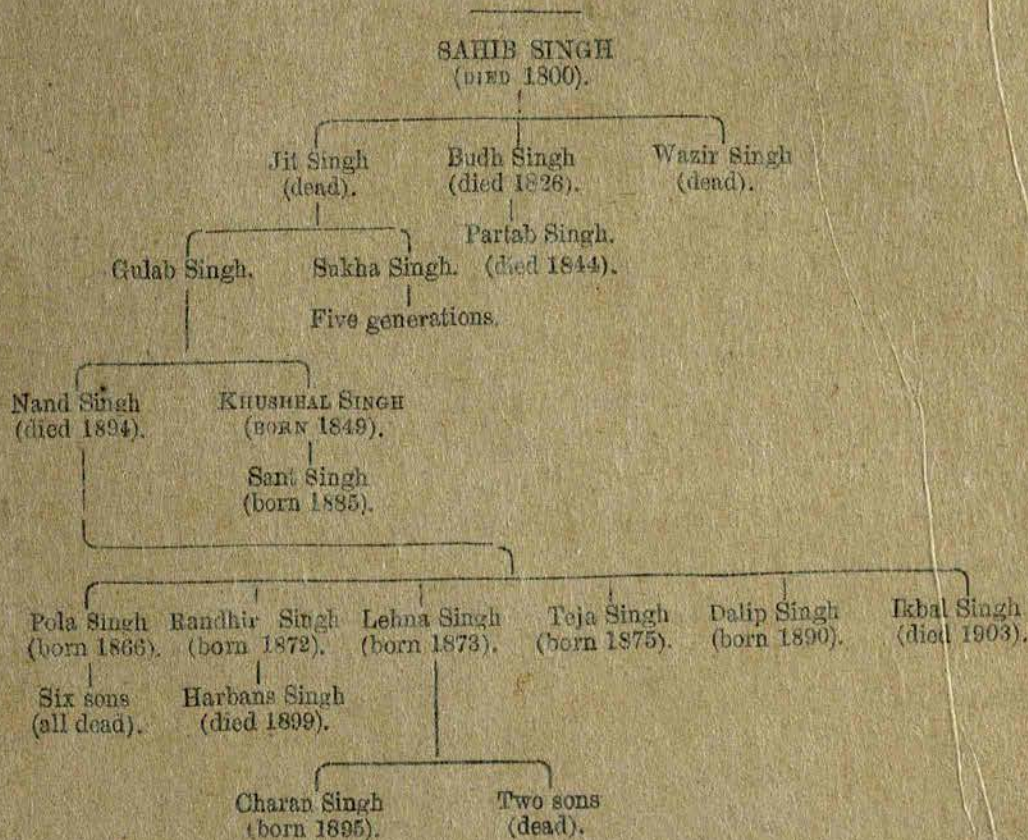 SAHIB SINGH
(DIED 1800).
Jit Singh Budh Singh Wazir Singh
(dead). (died 1826). (dead).
Partab Singh.
Gulab Singh. Sukha Singh. (died 1844).
Five generations.
Nand Singh KHUSHHAL SINGH
(died 1894). (BORN 1849).
Sant Singh
(born 1885).
Pola Singh Randhir Singh Lehna Singh Teja Singh Dalip Singh Ikbal Singh
(born 1866). (born 1872). (born 1873). (born 1875). (born 1890). (died 1903).
Six sons Harbans Singh
(all dead). (died 1899).
Charan Singh Two sons
(born 1895). (dead).